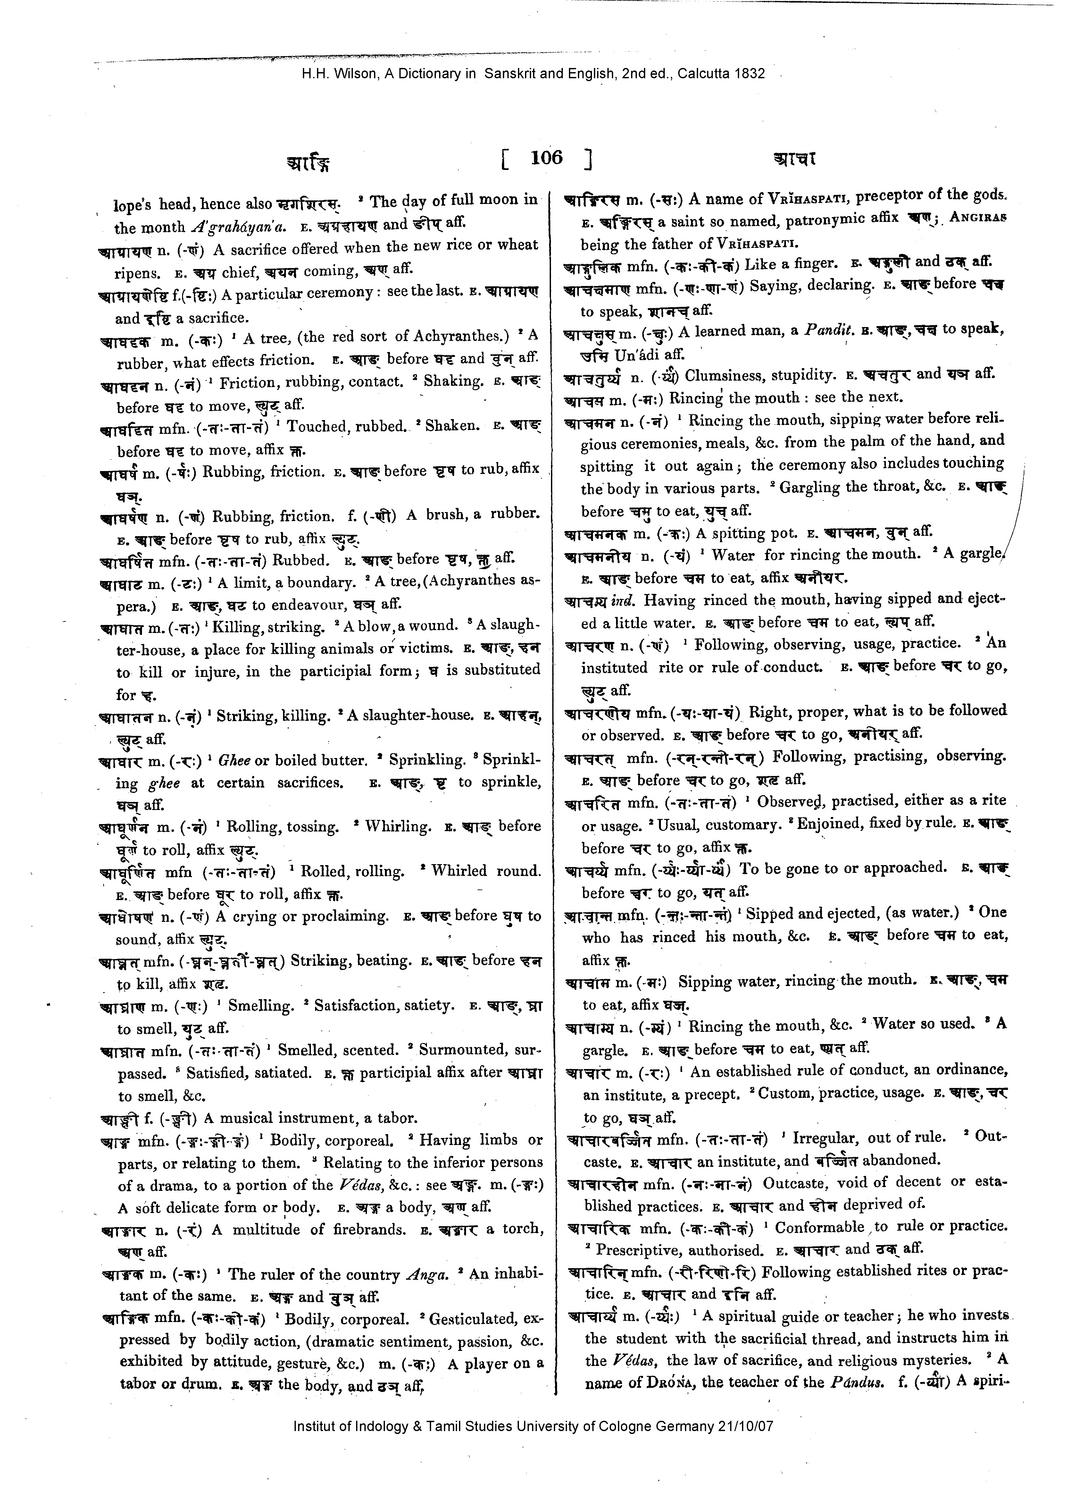 H.H. Wilson, A Dictionary in Sanskrit and English, 2nd ed., Calcutta 1832
आङ्गि [ 106 ] आचा
lope's head, hence also मृगशिरस्. ² The day of full moon in
the month A'graháyan'a. E. अग्रहायण and ङीप् aff.
आग्रायण n. (-णं) A sacrifice offered when the new rice or wheat
ripens. E. अग्र chief, अयन coming, अण् aff.
आग्रायणेष्टि f.(-ष्टिः) A particular ceremony : see the last. E. आग्रायण
and इष्टि a sacrifice.
आघट्टक m. (-कः) ¹ A tree, (the red sort of Achyranthes.) ² A
rubber, what effects friction. E. आङ् before घट्ट and वुन् aff.
आघट्टन n. (-नं) ¹ Friction, rubbing, contact. ² Shaking. E. आङ्
before घट्ट to move, ल्युट् aff.
आघट्टित mfn. (-तः-ता-तं) ¹ Touched, rubbed. ² Shaken. E. आङ्
before घट्ट to move, affix क्त.
आघर्ष m. (-र्षः) Rubbing, friction. E. आङ् before घृष to rub, affix
घञ्.
आघर्षण n. (-णं) Rubbing, friction. f. (-णी) A brush, a rubber.
E. आङ् before घृष to rub, affix ल्युट्.
आघर्षित mfn. (-तः-ता-तं) Rubbed. E. आङ् before घृष, क्त aff.
आघाट m. (-टः) ¹ A limit, a boundary. ² A tree, (Achyranthes as-
pera.) E. आङ्, घट to endeavour, घञ् aff.
आघात m. (-तः) ¹ Killing, striking. ² A blow, a wound. ³ A slaugh-
ter-house, a place for killing animals or victims. E. आङ्, हन
to kill or injure, in the participial form ; घ is substituted
for ह.
आघातन n. (-नं) ¹ Striking, killing. ² A slaughter-house. E. आहन्,
ल्युट् aff.
आघार m. (-रः) ¹ Ghee or boiled butter. ² Sprinkling. ³ Sprinkl-
ing ghee at certain sacrifices. E. आङ्, घृ to sprinkle,
घञ् aff.
आघूर्णन m. (-नं) ¹ Rolling, tossing. ² Whirling. E. आङ् before
घूर्ण to roll, affix ल्युट्.
आघूर्णित mfn (-तः-ता-तं) ¹ Rolled, rolling. ² Whirled round.
E. आङ् before घूर to roll, affix क्त.
आघोषण n. (-णं) A crying or proclaiming. E. आङ् before घुष to
sound, affix ल्युट्.
आघ्नत् mfn. (-घ्नन्-घ्नती-घ्नत्) Striking, beating. E. आङ् before हन
to kill, affix शतृ.
आघ्राण m. (-णः) ¹ Smelling. ² Satisfaction, satiety. E. आङ्, घ्रा
to smell, युट् aff.
आघ्रात mfn. (-तः-ता-तं) ¹ Smelled, scented. ² Surmounted, sur-
passed. ³ Satisfied, satiated. E. क्त participial affix after आघ्रा
to smell, &c.
आङ्की f. (-ङ्की) A musical instrument, a tabor.
आङ्ग mfn. (-ङ्गः-ङ्गी-ङ्गं) ¹ Bodily, corporeal. ² Having limbs or
parts, or relating to them. ³ Relating to the inferior persons
of a drama, to a portion of the Védas, &c. : see अङ्ग. m. (-ङ्गः)
A soft delicate form or body. E. अङ्ग a body, अण् aff.
आङ्गार n. (-रं) A multitude of firebrands. E. अङ्गार a torch,
अण् aff.
आङ्गक m. (-कः) ¹ The ruler of the country Anga. ² An inhabi-
tant of the same. E. अङ्ग and वुञ् aff.
आङ्गिक mfn. (-कः-की-कं) ¹ Bodily, corporeal. ² Gesticulated, ex-
pressed by bodily action, (dramatic sentiment, passion, &c.
exhibited by attitude, gesture, &c.) m. (-कः) A player on a
tabor or drum. E. अङ्ग the body, and ठञ् aff,
आङ्गिरस m. (-सः) A name of VRĬHASPATI, preceptor of the gods.
E. अङ्गिरस् a saint so named, patronymic affix अण्; ANGIRAS
being the father of VRĬHASPATI.
आङ्गुलिक mfn. (-कः-की-कं) Like a finger. E. अङ्गुली and ठक् aff.
आचचमाण mfn. (-णः-णा-णं) Saying, declaring. E. आङ् before चक्ष
to speak, शानच् aff.
आचक्षुस् m. (-क्षुः) A learned man, a Pandit. E. आङ्, चक्ष to speak,
उसि Un'ádi aff.
आचतुर्य्य n. (-र्य्यं) Clumsiness, stupidity. E. अचतुर and यञ् aff.
आचम m. (-मः) Rincing the mouth : see the next.
आचमन n. (-नं) ¹ Rincing the mouth, sipping water before reli-
gious ceremonies, meals, &c. from the palm of the hand, and
spitting it out again ; the ceremony also includes touching
the body in various parts. ² Gargling the throat, &c. E. आङ्
before चमु to eat, युच् aff.
आचमनक m. (-कः) A spitting pot. E. आचमन, वुन् aff.
आचमनीय n. (-यं) ¹ Water for rincing the mouth. ² A gargle.
E. आङ् before चम to eat, affix अनीयर.
आचम्य ind. Having rinced the mouth, having sipped and eject-
ed a little water. E. आङ् before चम to eat, ल्यप् aff.
आचरण n. (-णं) ¹ Following, observing, usage, practice. ² An
instituted rite or rule of conduct. E. आङ् before चर to go,
ल्युट् aff.
आचरणीय mfn. (-यः-या-यं) Right, proper, what is to be followed
or observed. E. आङ् before चर to go, अनीयर् aff.
आचरत् mfn. (-रन्-रन्ती-रन्) Following, practising, observing.
E. आङ् before चर to go, शतृ aff.
आचरित mfn. (-तः-ता-तं) ¹ Observed, practised, either as a rite
or usage. ² Usual, customary. ³ Enjoined, fixed by rule. E. आङ्
before चर to go, affix क्त.
आचर्य्य mfn. (-र्य्यः-र्य्या-र्य्यं) To be gone to or approached. E. आङ्
before चर to go, यत् aff.
आचान्त mfn. (-न्तः-न्ता-न्तं) ¹ Sipped and ejected, (as water.) ² One
who has rinced his mouth, &c. E. आङ् before चम to eat,
affix क्त.
आचाम m. (-मः) Sipping water, rincing the mouth. E. आङ्, चम
to eat, affix घञ्.
आचाम्य n. (-म्यं) ¹ Rincing the mouth, &c. ² Water so used. ³ A
gargle. E. आङ् before चम to eat, ण्यत् aff.
आचार m. (-रः) ¹ An established rule of conduct, an ordinance,
an institute, a precept. ² Custom, practice, usage. E. आङ्, चर
to go, घञ् aff.
आचारवर्ज्जित mfn. (-तः-ता-तं) ¹ Irregular, out of rule. ² Out-
caste. E. आचार an institute, and वर्ज्जित abandoned.
आचारहीन mfn. (-नः-ना-नं) Outcaste, void of decent or esta-
blished practices. E. आचार and हीन deprived of.
आचारिक mfn. (-कः-की-कं) ¹ Conformable to rule or practice.
² Prescriptive, authorised. E. आचार and ठक् aff.
आचारिन् mfn. (-री-रिणी-रि) Following established rites or prac-
tice. E. आचार and इनि aff.
आचार्य्य m. (-र्य्यः) ¹ A spiritual guide or teacher ; he who invests
the student with the sacrificial thread, and instructs him in
the Védas, the law of sacrifice, and religious mysteries. ² A
name of DRÓNA, the teacher of the Pándus. f. (-र्य्या) A spiri-
Institut of Indology & Tamil Studies University of Cologne Germany 21/10/07